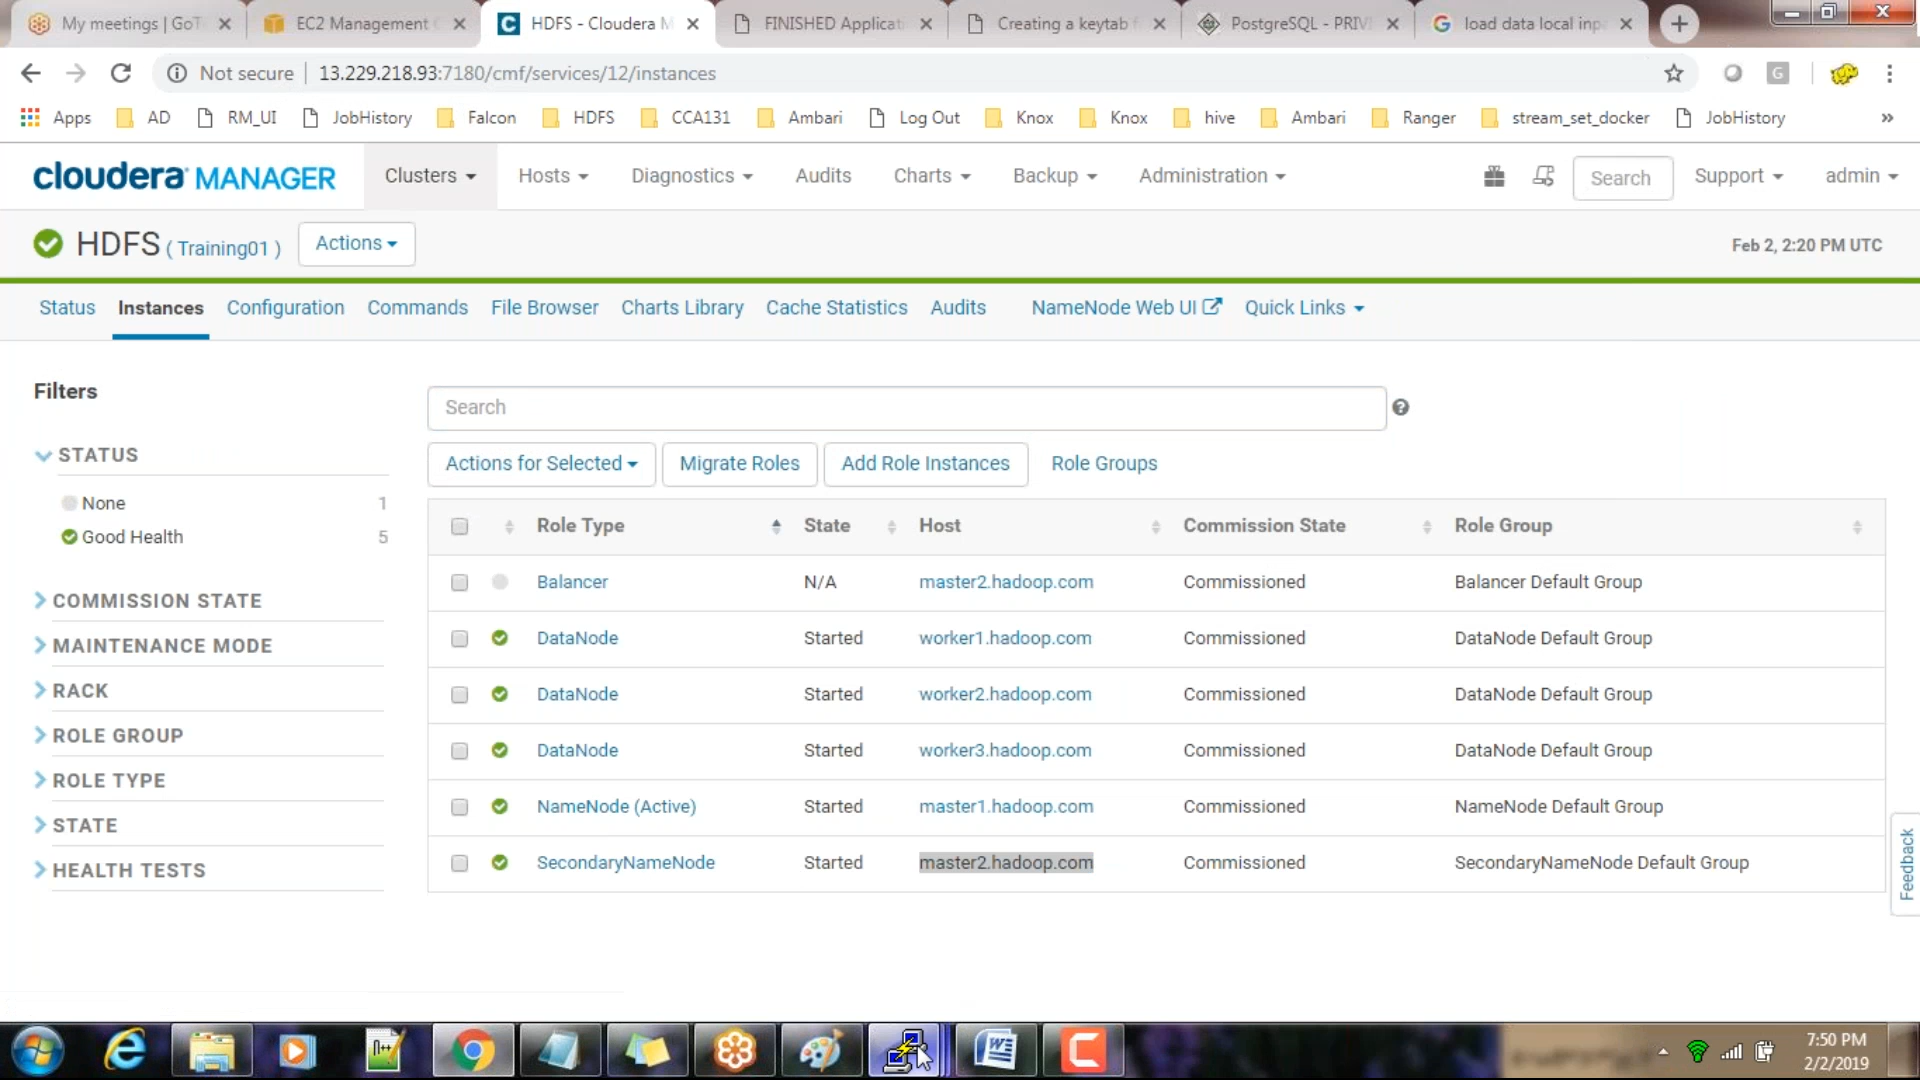 My meetings | GoT
EC2 Management
HDFS - Cloudera M
FINISHED Applicat
Creating a keytab f
PostgreSQL - PRIVI
load data local inpa
Not secure | 13.229.218.93:7180/cmf/services/12/instances
Apps AD RM_UI JobHistory Falcon HDFS CCA131 Ambari Log Out Knox Knox hive Ambari Ranger stream_set_docker JobHistory »
cloudera MANAGER Clusters Hosts Diagnostics Audits Charts Backup Administration Search Support admin
HDFS ( Training01 ) Actions Feb 2, 2:20 PM UTC
Status Instances Configuration Commands File Browser Charts Library Cache Statistics Audits NameNode Web UI Quick Links
Filters
Search
STATUS
None 1
Good Health 5
COMMISSION STATE
MAINTENANCE MODE
RACK
ROLE GROUP
ROLE TYPE
STATE
HEALTH TESTS
Actions for Selected Migrate Roles Add Role Instances Role Groups
Role Type State Host Commission State Role Group
Balancer N/A master2.hadoop.com Commissioned Balancer Default Group
DataNode Started worker1.hadoop.com Commissioned DataNode Default Group
DataNode Started worker2.hadoop.com Commissioned DataNode Default Group
DataNode Started worker3.hadoop.com Commissioned DataNode Default Group
NameNode (Active) Started master1.hadoop.com Commissioned NameNode Default Group
SecondaryNameNode Started master2.hadoop.com Commissioned SecondaryNameNode Default Group
Feedback
7:50 PM
2/2/2019